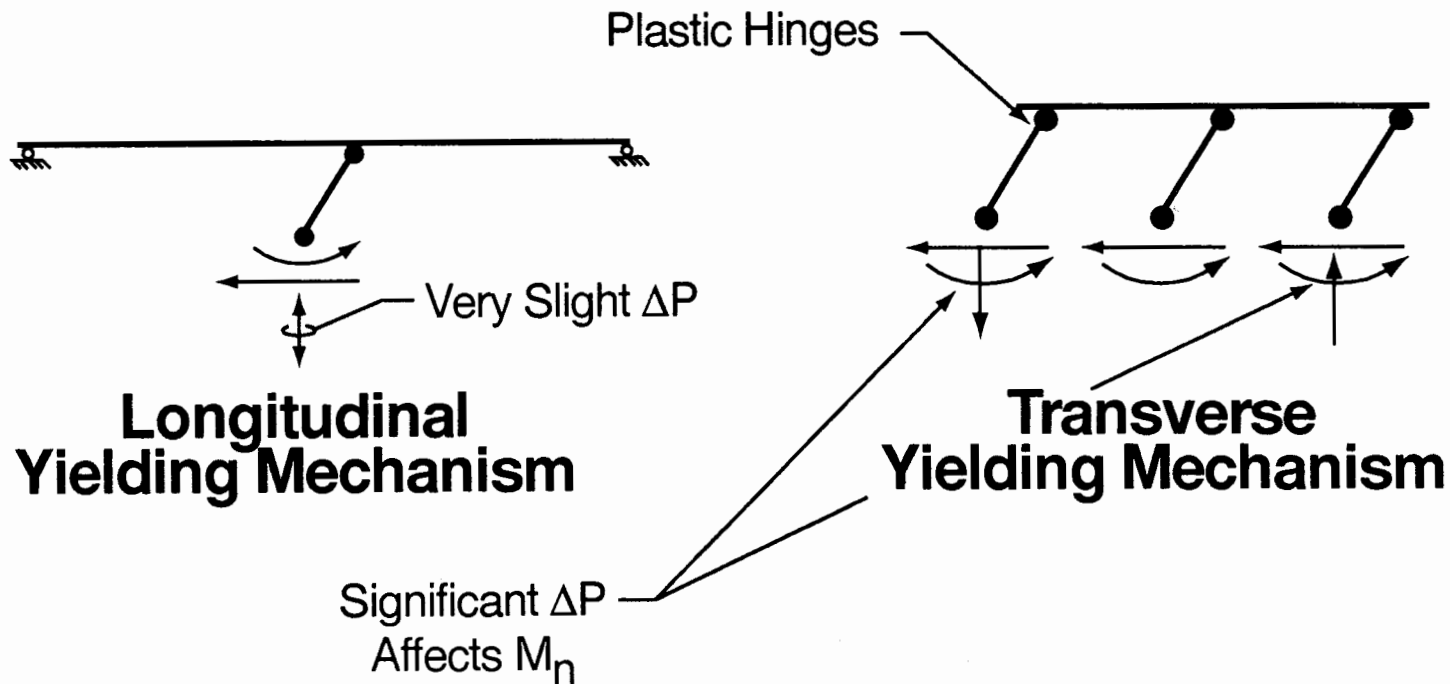 Plastic Hinges
Very Slight ΔP
Longitudinal
Yielding Mechanism
Transverse
Yielding Mechanism
Significant ΔP
Affects Mn